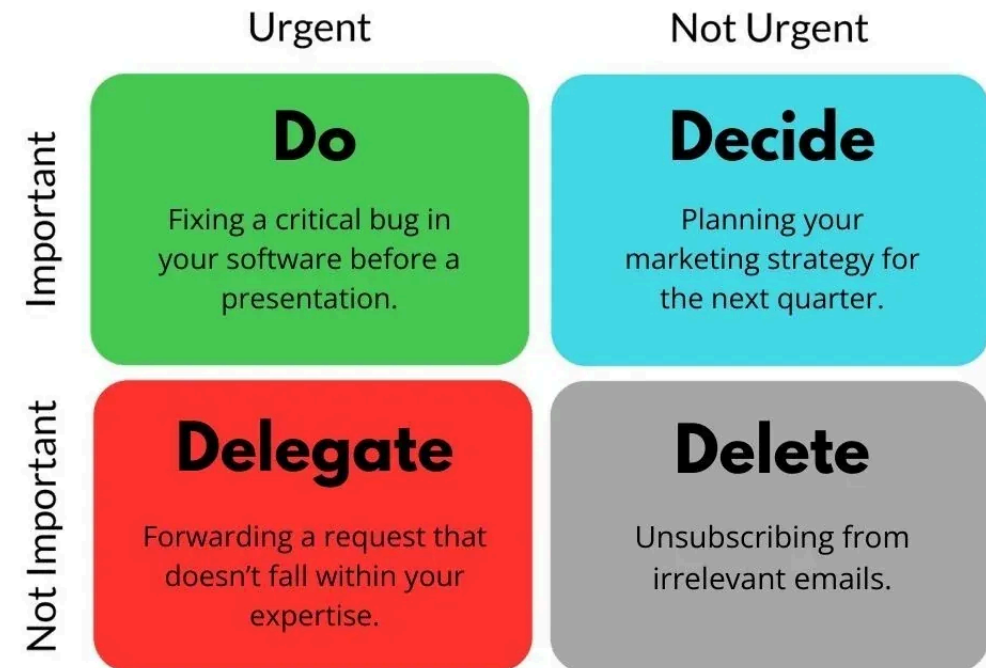 Urgent
Not Urgent
Important
Do
Fixing a critical bug in
your software before a
presentation.
Decide
Planning your
marketing strategy for
the next quarter.
Not Important
Delegate
Forwarding a request that
doesn’t fall within your
expertise.
Delete
Unsubscribing from
irrelevant emails.